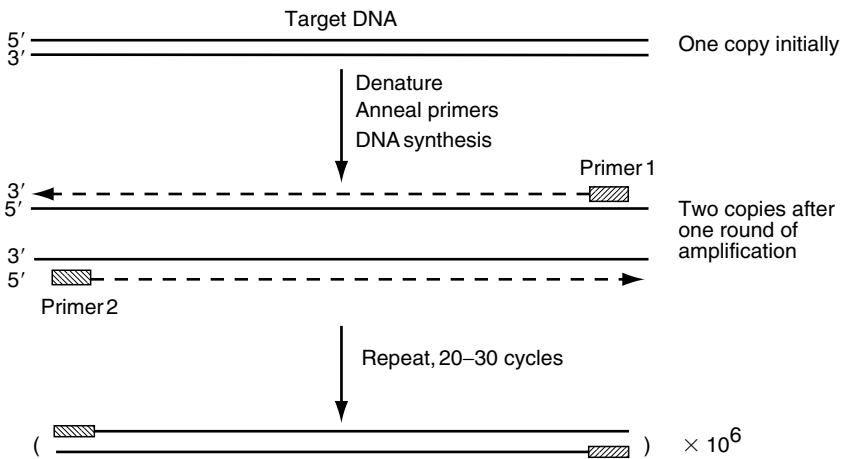 Target DNA
5′
3′
One copy initially
Denature
Anneal primers
DNA synthesis
Primer 1
3′
5′
Two copies after
one round of
amplification
3′
5′
Primer 2
Repeat, 20–30 cycles
( ) × 10⁶